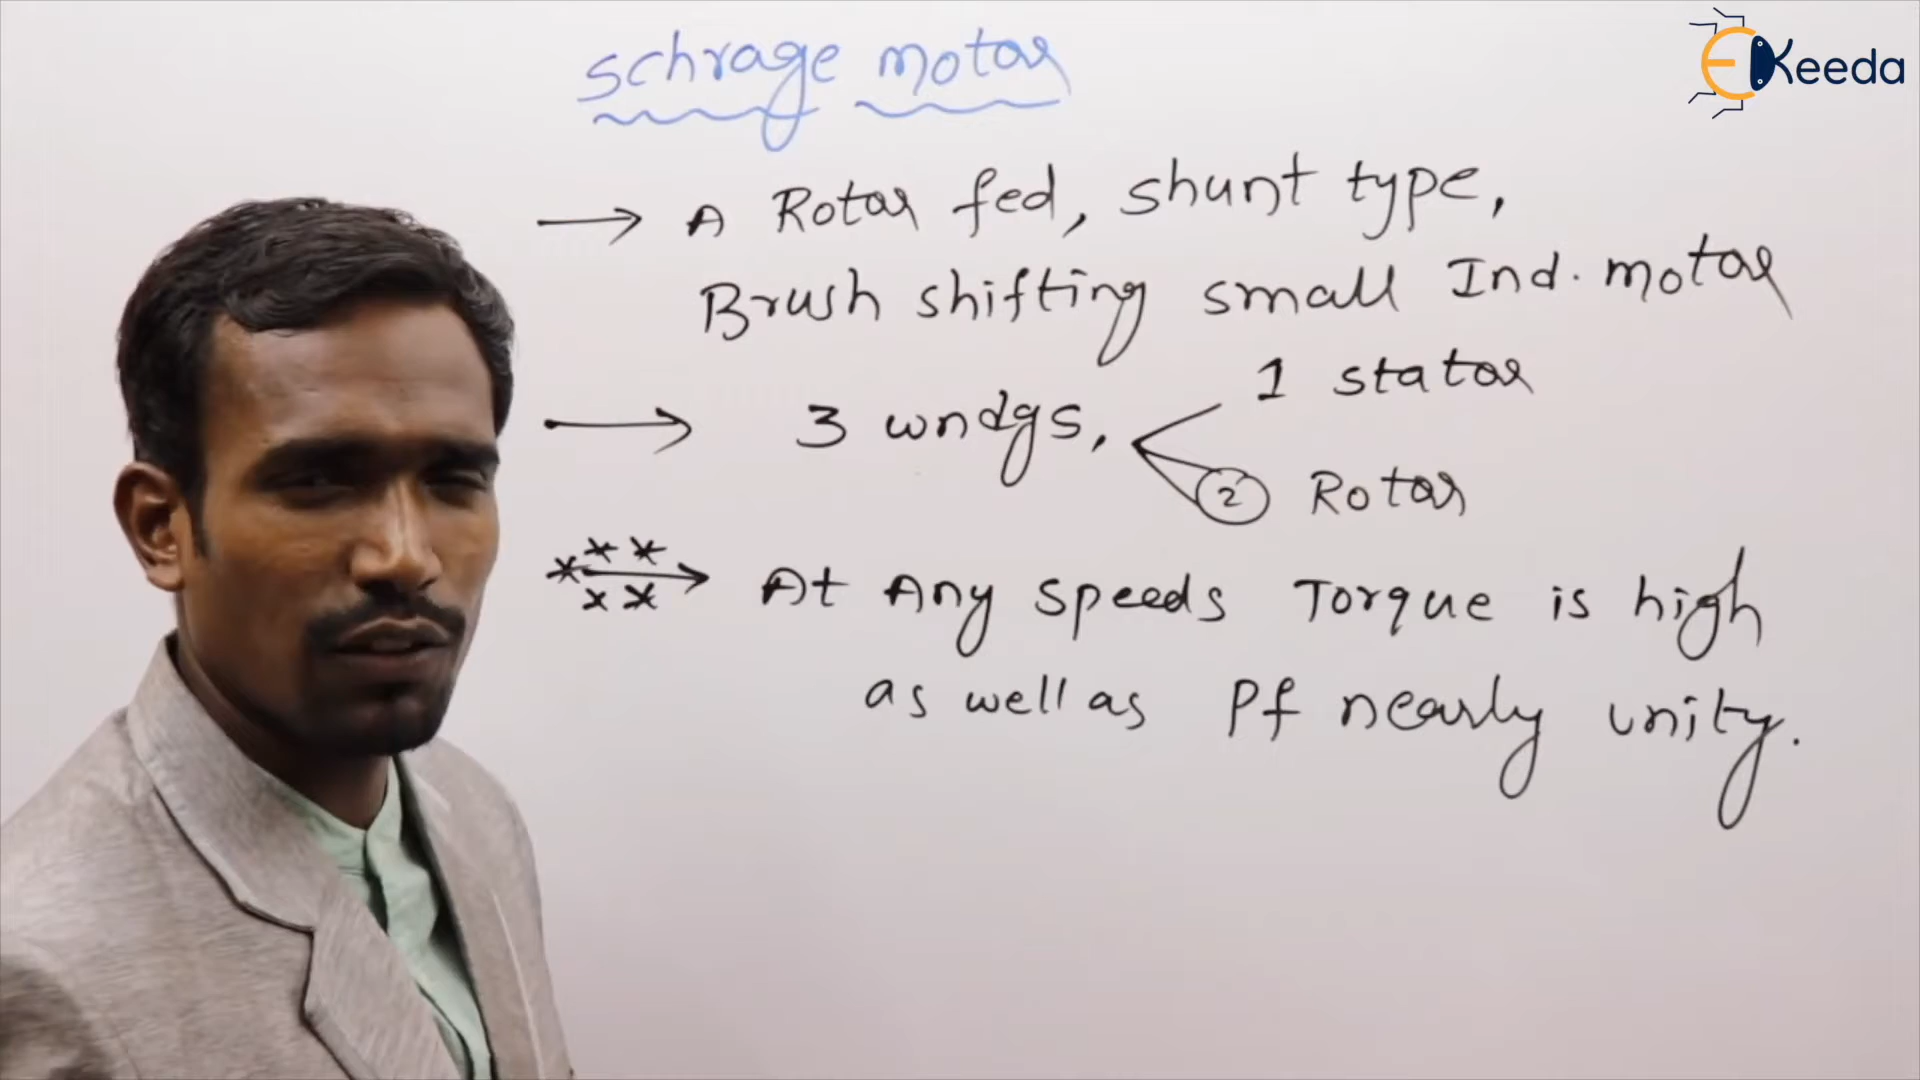 Schrage motor
EKeeda
→ A Rotor fed, shunt type,
Brush shifting small Ind. motor
→ 3 wndgs,
1 stator
2 Rotor
→ At Any speeds Torque is high
as well as Pf nearly unity.